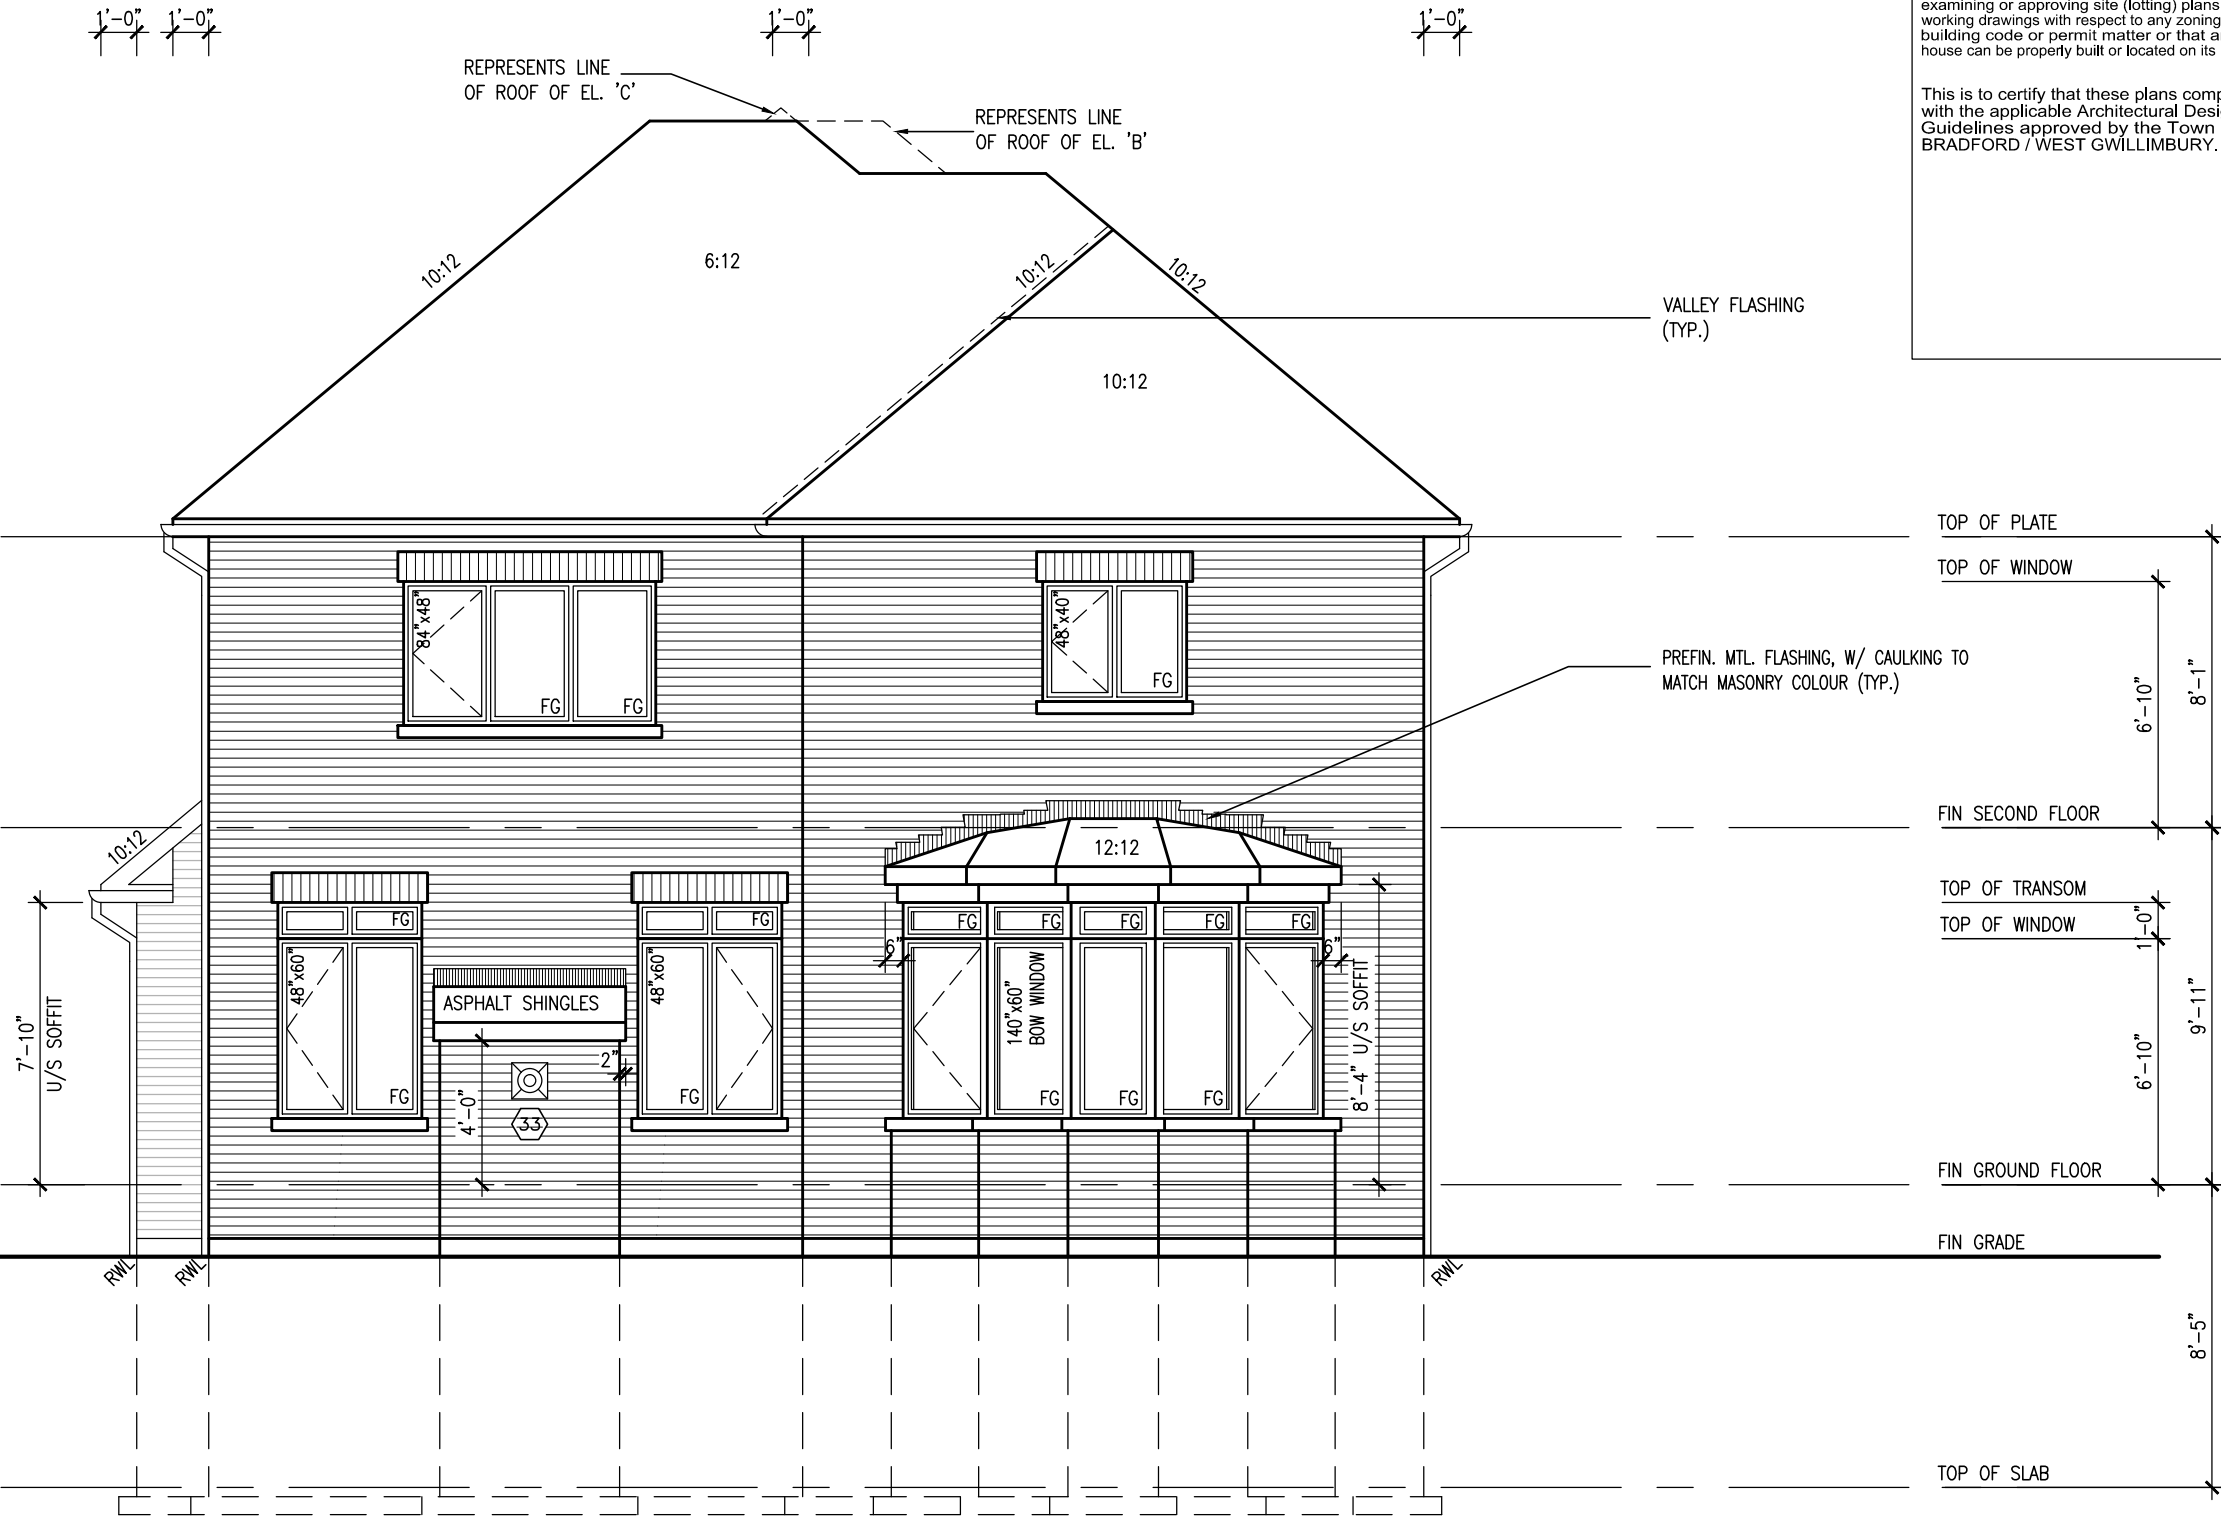 1'-0"
1'-0"
1'-0"
1'-0"
examining or approving site (lotting) plans
working drawings with respect to any zoning
building code or permit matter or that a
house can be properly built or located on its
This is to certify that these plans comp
with the applicable Architectural Desi
Guidelines approved by the Town
BRADFORD / WEST GWILLIMBURY.
REPRESENTS LINE
OF ROOF OF EL. 'C'
REPRESENTS LINE
OF ROOF OF EL. 'B'
10:12
6:12
10:12
10:12
VALLEY FLASHING
(TYP.)
10:12
TOP OF PLATE
TOP OF WINDOW
84"x48"
FG
FG
48"x40"
FG
PREFIN. MTL. FLASHING, W/ CAULKING TO
MATCH MASONRY COLOUR (TYP.)
6'-10"
8'-1"
FIN SECOND FLOOR
10:12
12:12
TOP OF TRANSOM
TOP OF WINDOW
1'-0"
FG
FG
FG
FG
FG
FG
FG
6"
6"
48"x60"
FG
ASPHALT SHINGLES
48"x60"
FG
2"
4'-0"
33
140"x60"
BOW WINDOW
FG
FG
FG
8'-4" U/S SOFFIT
7'-10"
U/S SOFFIT
6'-10"
9'-11"
FIN GROUND FLOOR
FIN GRADE
RWL
RWL
RWL
8'-5"
TOP OF SLAB